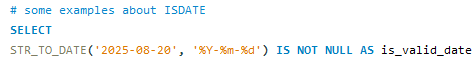 # some examples about ISDATE
SELECT
STR_TO_DATE('2025-08-20', '%Y-%m-%d') IS NOT NULL AS is_valid_date